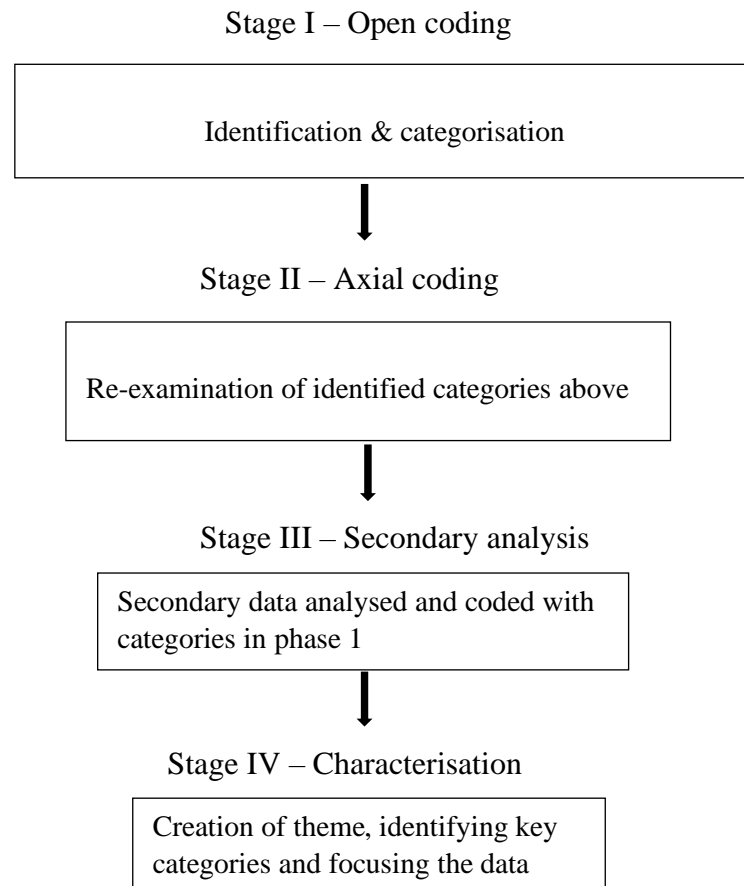 Stage I – Open coding
Identification & categorisation
Stage II – Axial coding
Re-examination of identified categories above
Stage III – Secondary analysis
Secondary data analysed and coded with
categories in phase 1
Stage IV – Characterisation
Creation of theme, identifying key
categories and focusing the data